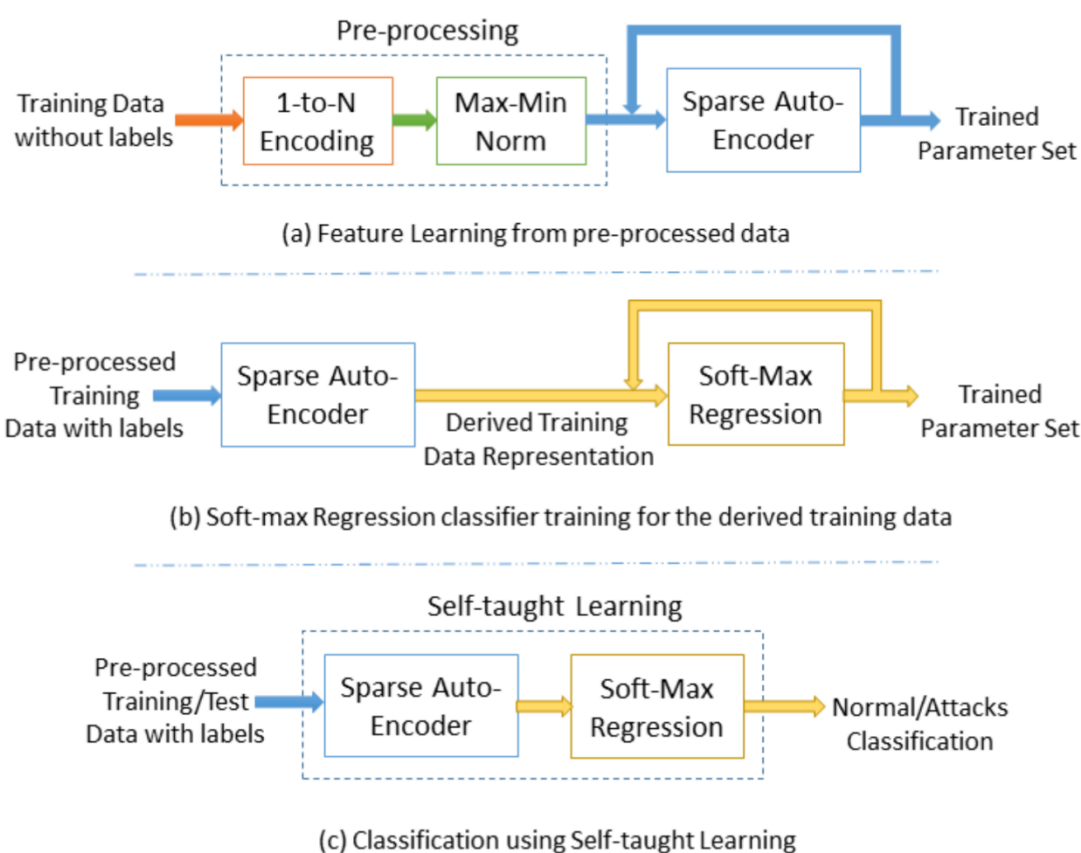 Pre-processing
Training Data
without labels
1-to-N
Encoding
Max-Min
Norm
Sparse Auto-
Encoder
Trained
Parameter Set
(a) Feature Learning from pre-processed data
Pre-processed
Training
Data with labels
Sparse Auto-
Encoder
Derived Training
Data Representation
Soft-Max
Regression
Trained
Parameter Set
(b) Soft-max Regression classifier training for the derived training data
Self-taught Learning
Pre-processed
Training/Test
Data with labels
Sparse Auto-
Encoder
Soft-Max
Regression
Normal/Attacks
Classification
(c) Classification using Self-taught Learning